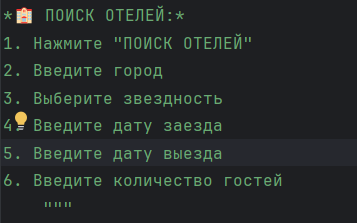 *🏨 ПОИСК ОТЕЛЕЙ:*
1. Нажмите "ПОИСК ОТЕЛЕЙ"
2. Введите город
3. Выберите звездность
4. Введите дату заезда
5. Введите дату выезда
6. Введите количество гостей
"""